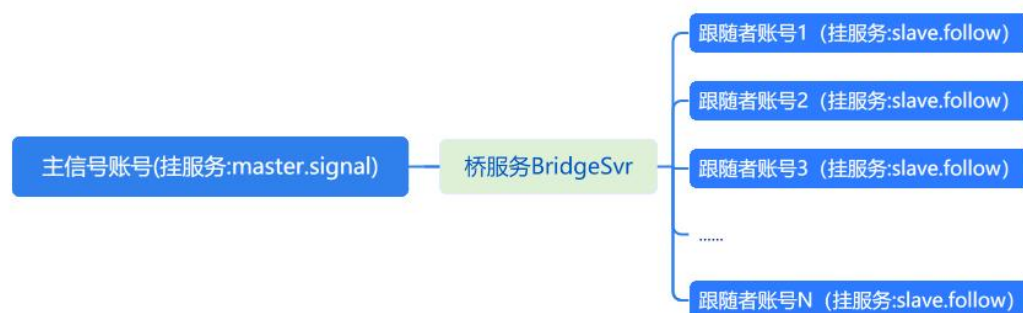 主信号账号(挂服务:master.signal)
桥服务BridgeSvr
跟随者账号1（挂服务:slave.follow）
跟随者账号2（挂服务:slave.follow）
跟随者账号3（挂服务:slave.follow）
......
跟随者账号N（挂服务:slave.follow）